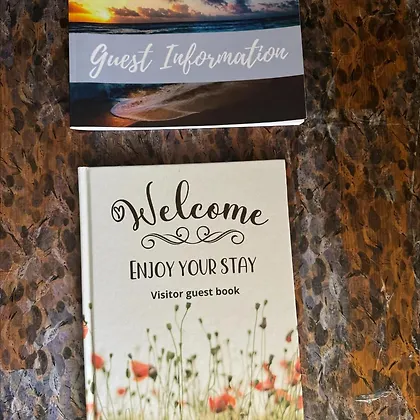 Guest Information
Welcome
ENJOY YOUR STAY
Visitor guest book